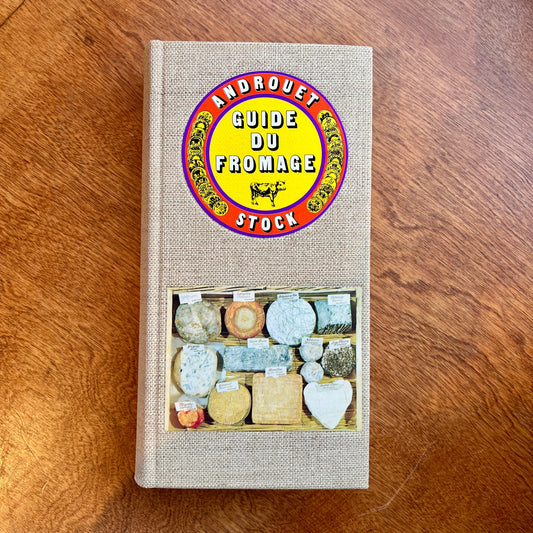 ANDROUET
GUIDE
DU
FROMAGE
STOCK